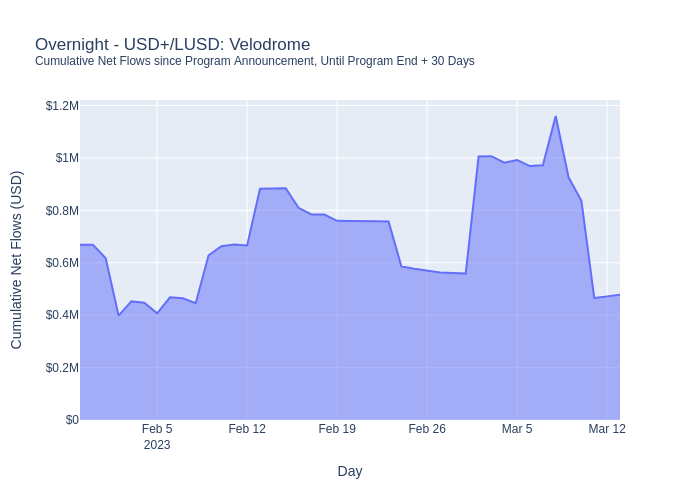 Overnight - USD+/LUSD: Velodrome
Cumulative Net Flows since Program Announcement, Until Program End + 30 Days
Cumulative Net Flows (USD)
$1.2M
$1M
$0.8M
$0.6M
$0.4M
$0.2M
$0
Feb 5 Feb 12 Feb 19 Feb 26 Mar 5 Mar 12
2023
Day